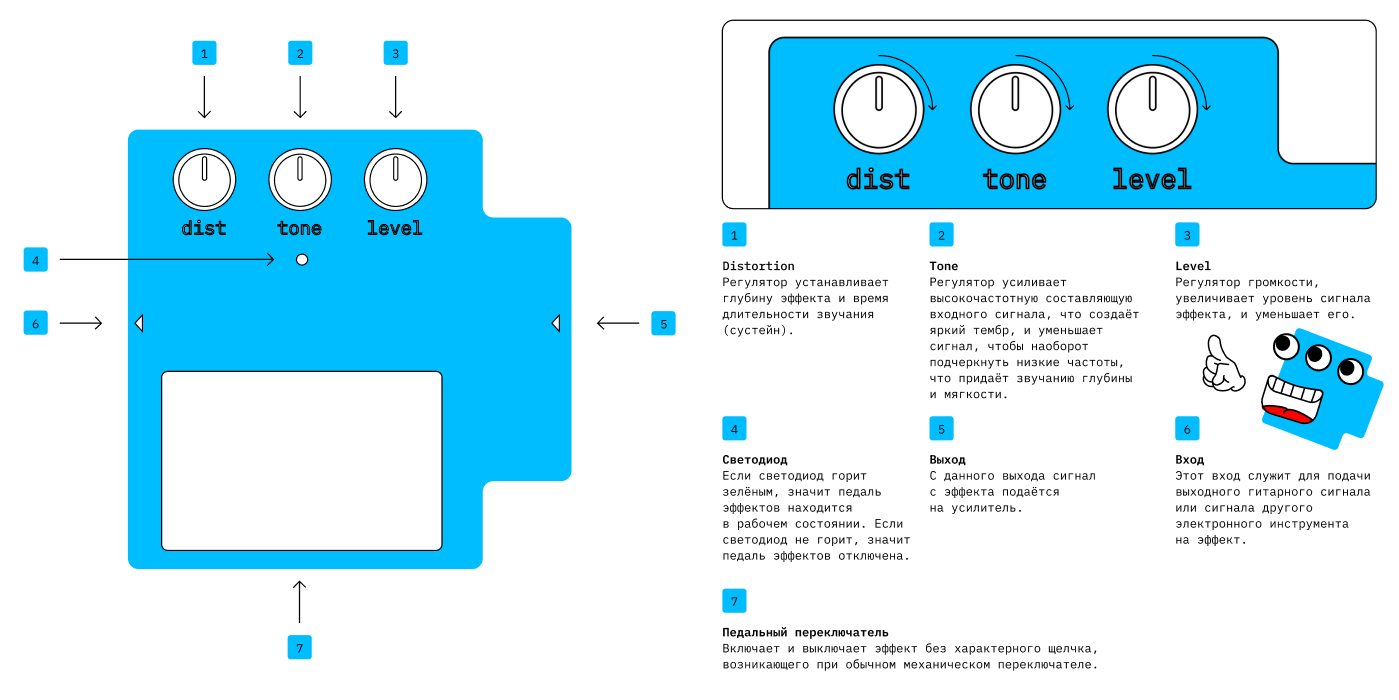 1
2
3
dist
tone
level
4
6
5
7
dist
tone
level
1
Distortion
Регулятор устанавливает
глубину эффекта и время
длительности звучания
(сустейн).
2
Tone
Регулятор усиливает
высокочастотную составляющую
входного сигнала, что создаёт
яркий тембр, и уменьшает
сигнал, чтобы наоборот
подчеркнуть низкие частоты,
что придаёт звучанию глубины
и мягкости.
3
Level
Регулятор громкости,
увеличивает уровень сигнала
эффекта, и уменьшает его.
4
Светодиод
Если светодиод горит
зелёным, значит педаль
эффектов находится
в рабочем состоянии. Если
светодиод не горит, значит
педаль эффектов отключена.
5
Выход
С данного выхода сигнал
с эффекта подаётся
на усилитель.
6
Вход
Этот вход служит для подачи
выходного гитарного сигнала
или сигнала другого
электронного инструмента
на эффект.
7
Педальный переключатель
Включает и выключает эффект без характерного щелчка,
возникающего при обычном механическом переключателе.